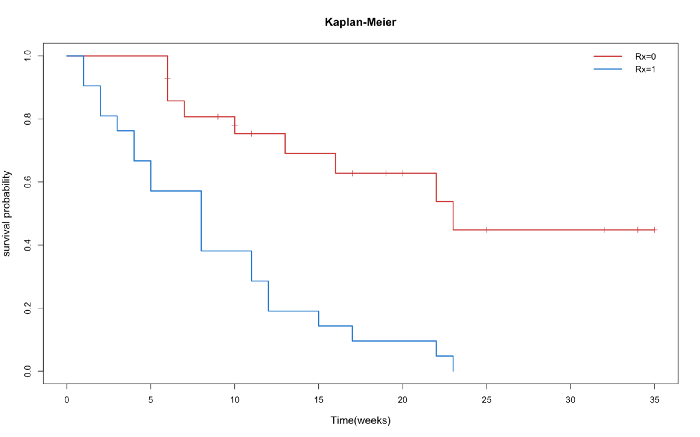 Kaplan-Meier
Rx=0
Rx=1
1.0
0.8
0.6
0.4
0.2
0.0
survival probability
0 5 10 15 20 25 30 35
Time(weeks)